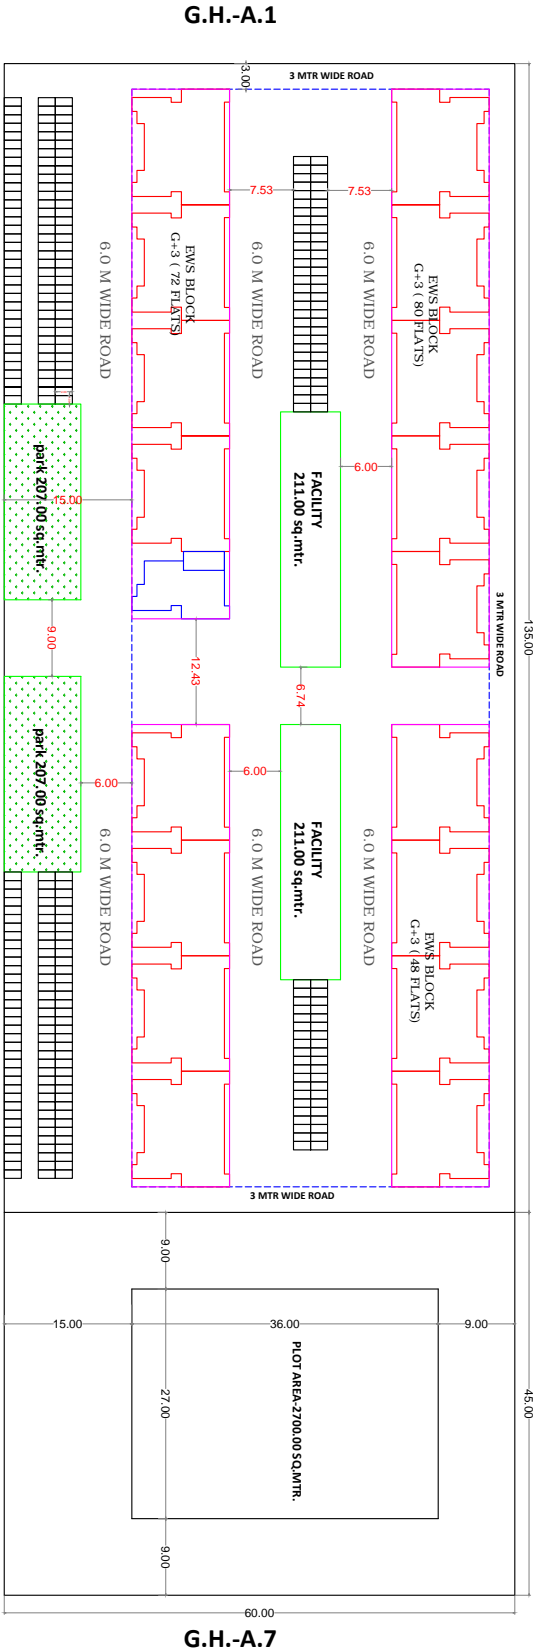 G.H.-A.1
3.00
3 MTR WIDE ROAD
7.53
7.53
6.0 M WIDE ROAD
EWS BLOCK
G+3 ( 72 FLATS)
6.0 M WIDE ROAD
6.0 M WIDE ROAD
EWS BLOCK
G+3 ( 80 FLATS)
park 207.00 sq.mtr.
15.00
FACILITY
211.00 sq.mtr.
6.00
3 MTR WIDE ROAD
135.00
9.00
12.43
6.74
park 207.00 sq.mtr.
6.00
6.00
FACILITY
211.00 sq.mtr.
6.0 M WIDE ROAD
6.0 M WIDE ROAD
6.0 M WIDE ROAD
EWS BLOCK
G+3 ( 48 FLATS)
3 MTR WIDE ROAD
9.00
15.00
36.00
9.00
27.00
PLOT AREA-2700.00 SQ.MTR.
45.00
9.00
60.00
G.H.-A.7